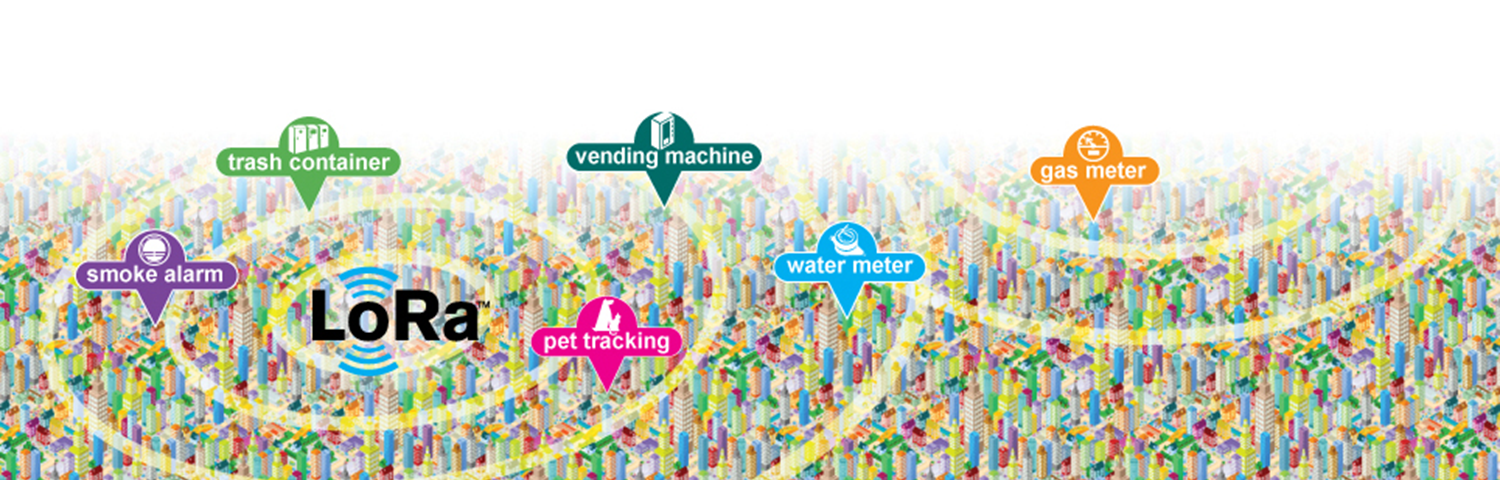 trash container
vending machine
gas meter
smoke alarm
water meter
LoRa™
pet tracking